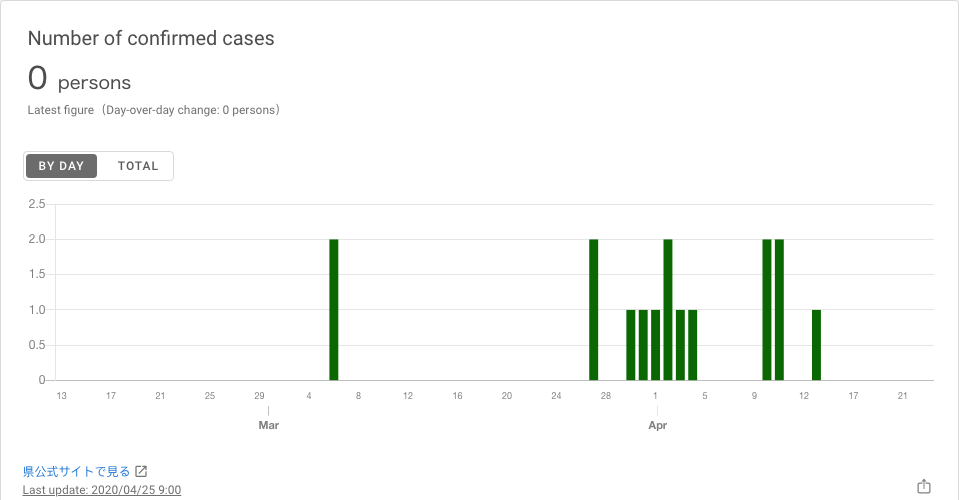 Number of confirmed cases
0 persons
Latest figure（Day-over-day change: 0 persons）
BY DAY TOTAL
2.5
2.0
1.5
1.0
0.5
0
13 17 21 25 29 4 8 12 16 20 24 28 1 5 9 12 17 21
Mar Apr
県公式サイトで見る
Last update: 2020/04/25 9:00